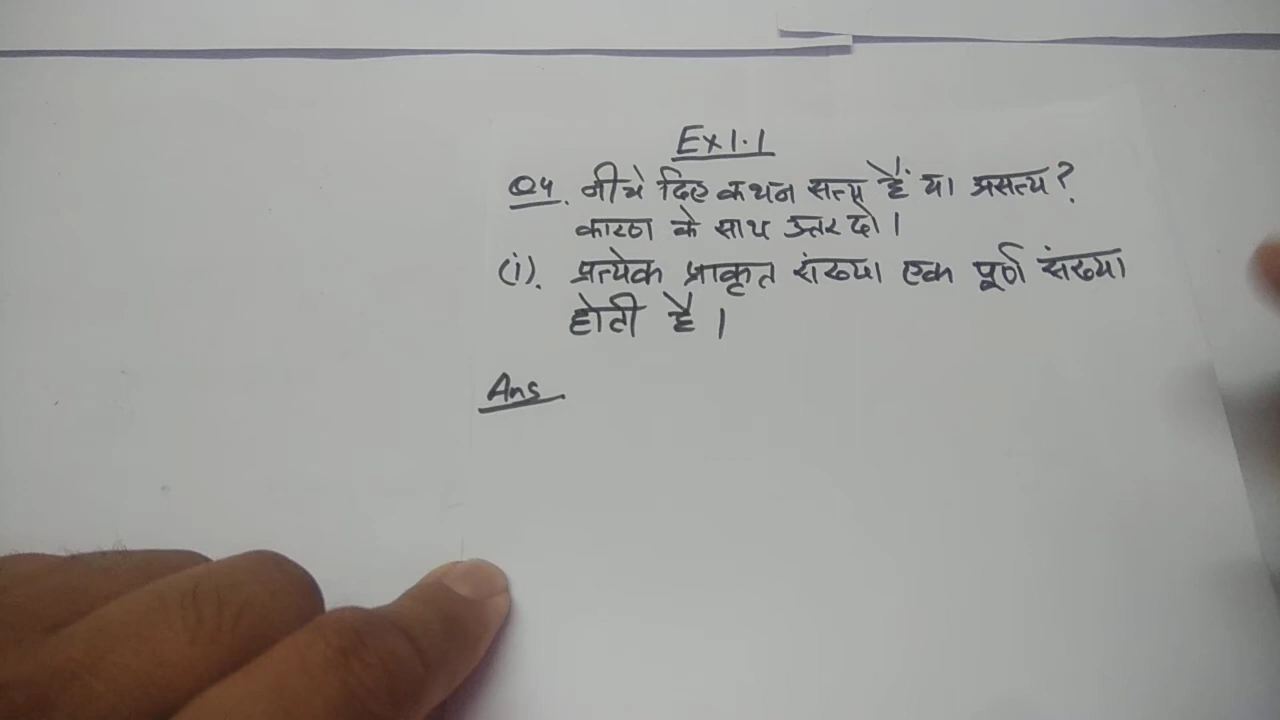 Ex 1.1
Q4. नीचे दिए कथन सत्य हैं या असत्य?
कारण के साथ उत्तर दो।
(i). प्रत्येक प्राकृत संख्या एक पूर्ण संख्या
होती है।
Ans